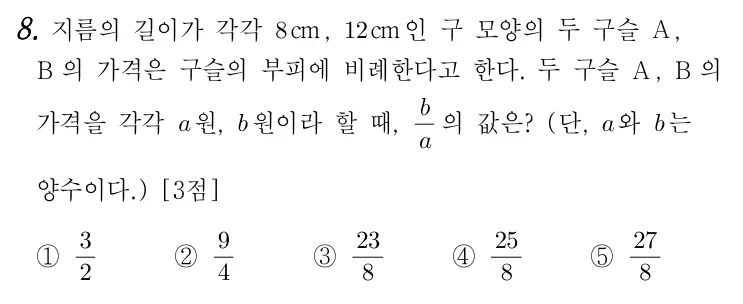 8. 지름의 길이가 각각 8cm, 12cm인 구 모양의 두 구슬 A,
B의 가격은 구슬의 부피에 비례한다고 한다. 두 구슬 A, B의
가격을 각각 a원, b원이라 할 때, b/a의 값은? (단, a와 b는
양수이다.) [3점]
① 3/2 ② 9/4 ③ 23/8 ④ 25/8 ⑤ 27/8